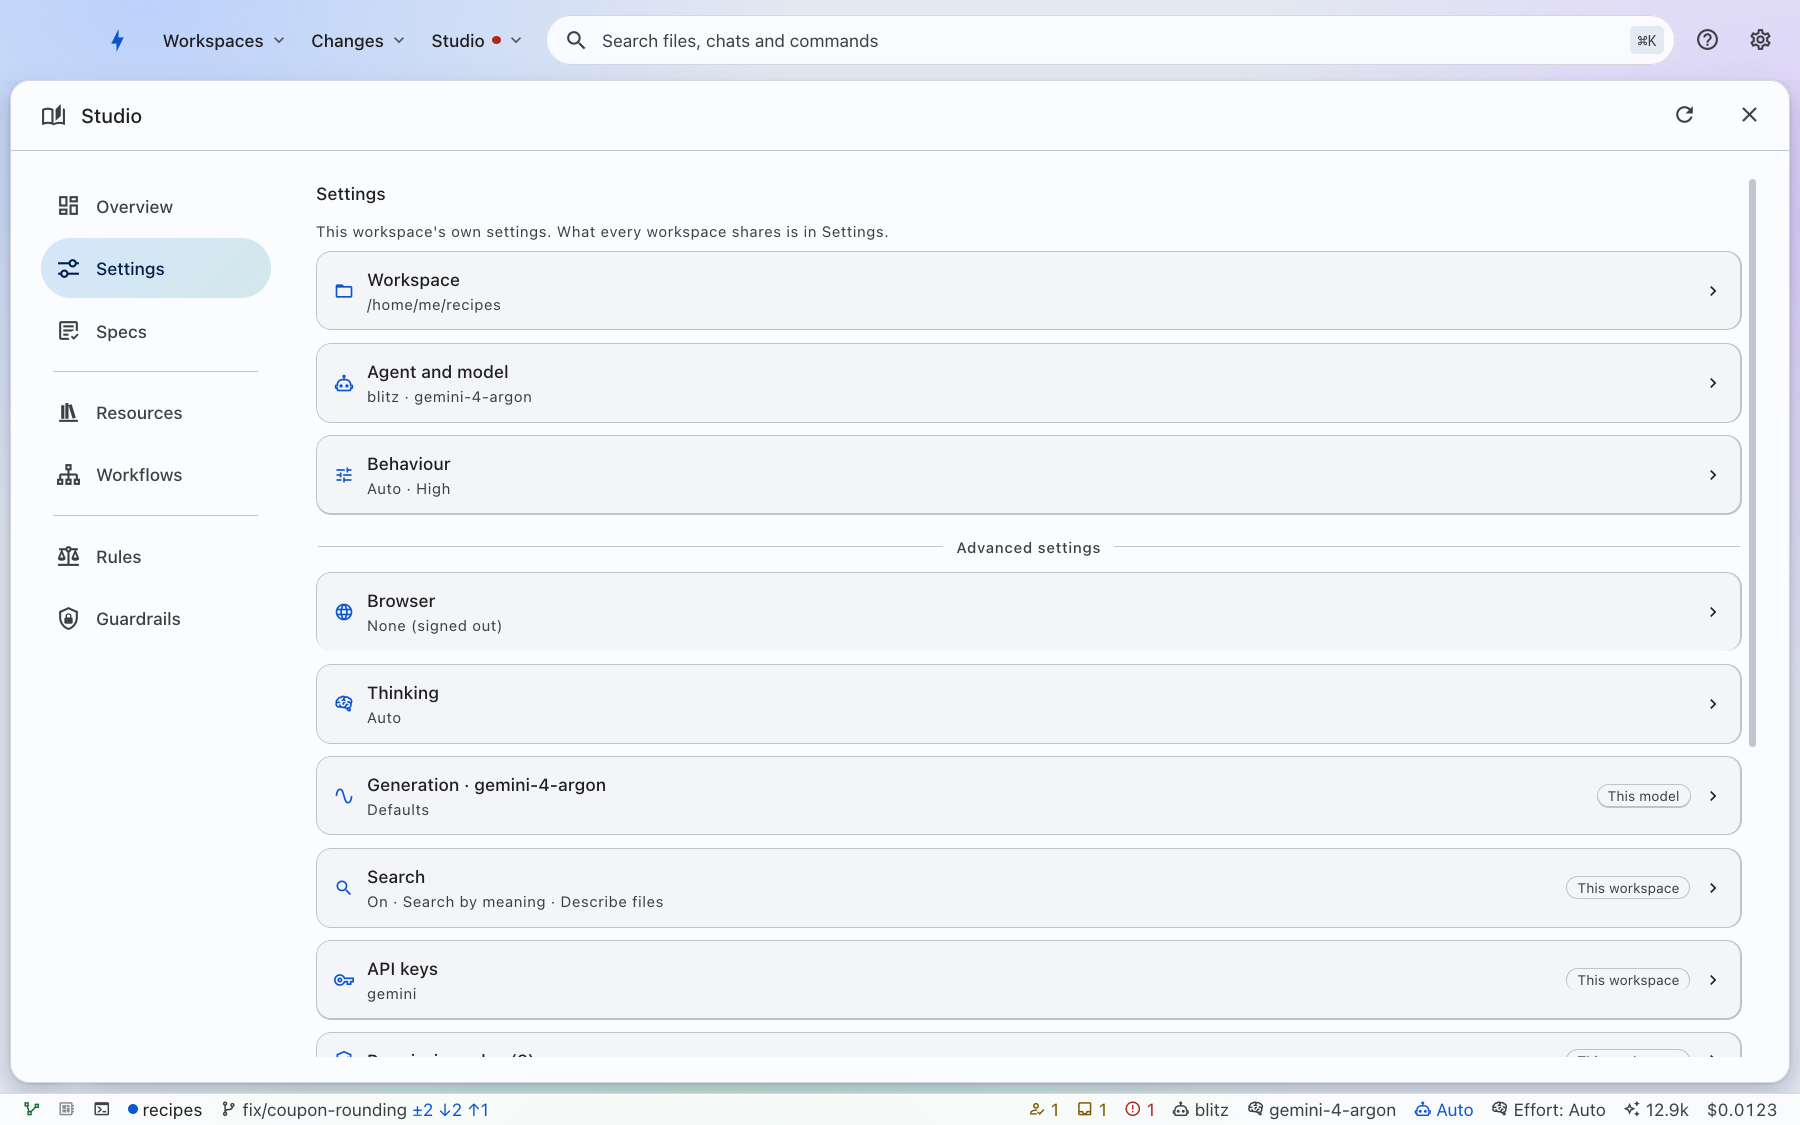 Workspaces
Changes
Studio
Search files, chats and commands
⌘K
Studio
Overview
Settings
Specs
Resources
Workflows
Rules
Guardrails
Settings
This workspace's own settings. What every workspace shares is in Settings.
Workspace
/home/me/recipes
Agent and model
blitz · gemini-4-argon
Behaviour
Auto · High
Advanced settings
Browser
None (signed out)
Thinking
Auto
Generation · gemini-4-argon
Defaults
This model
Search
On · Search by meaning · Describe files
This workspace
API keys
gemini
This workspace
recipes
fix/coupon-rounding ±2 ↓2 ↑1
1
1
1
blitz
gemini-4-argon
Auto
Effort: Auto
12.9k
$0.0123